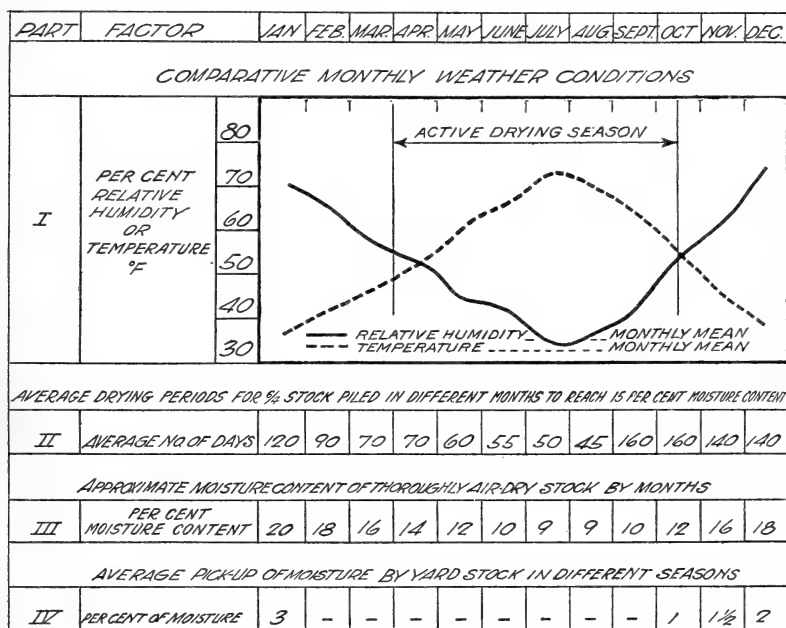 PART FACTOR JAN FEB. MAR. APR. MAY JUNE JULY AUG SEPT. OCT NOV. DEC.
COMPARATIVE MONTHLY WEATHER CONDITIONS
I
PER CENT
RELATIVE
HUMIDITY
OR
TEMPERATURE
°F
80
70
60
50
40
30
ACTIVE DRYING SEASON
RELATIVE HUMIDITY MONTHLY MEAN
TEMPERATURE MONTHLY MEAN
AVERAGE DRYING PERIODS FOR STOCK PILED IN DIFFERENT MONTHS TO REACH 15 PER CENT MOISTURE CONTENT
II AVERAGE NO. OF DAYS 120 90 70 70 60 55 50 45 160 160 140 140
APPROXIMATE MOISTURE CONTENT OF THOROUGHLY AIR-DRY STOCK BY MONTHS
III PER CENT
MOISTURE CONTENT 20 18 16 14 12 10 9 9 10 12 16 18
AVERAGE PICK-UP OF MOISTURE BY YARD STOCK IN DIFFERENT SEASONS
IV PER CENT OF MOISTURE 3 - - - - - - - - 1 1½ 2